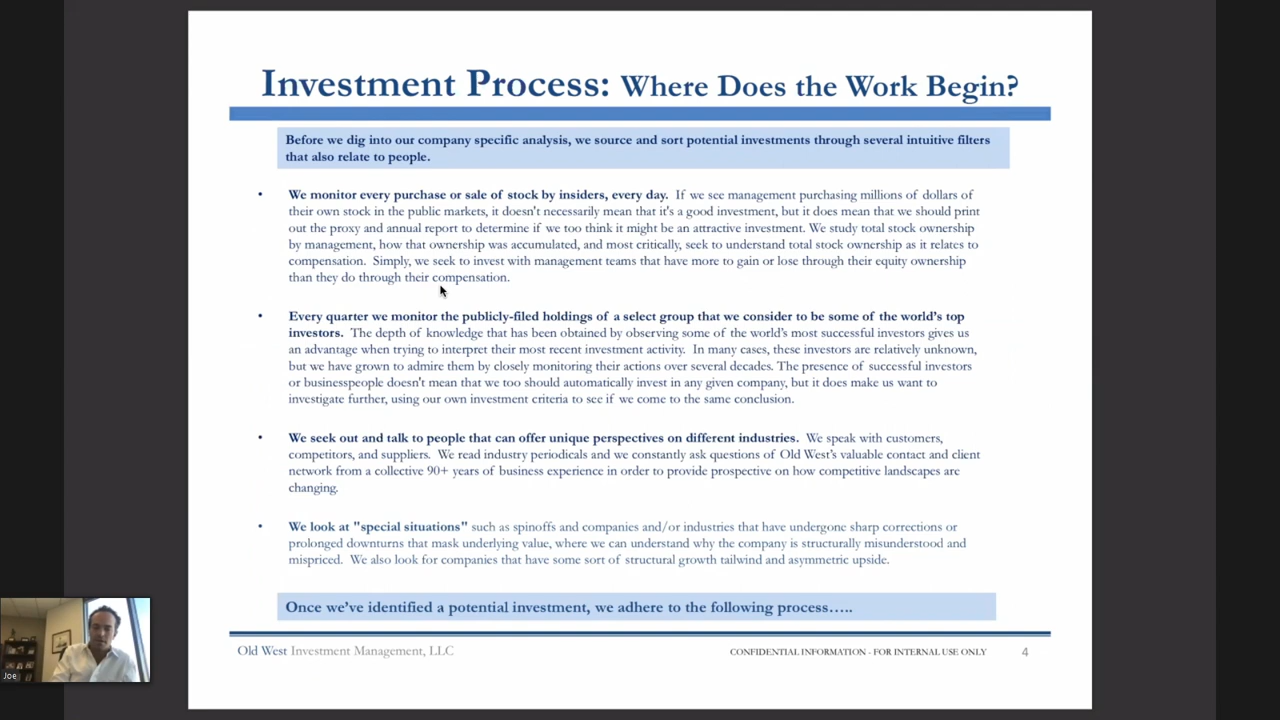 Investment Process: Where Does the Work Begin?
Before we dig into our company specific analysis, we source and sort potential investments through several intuitive filters
that also relate to people.
• We monitor every purchase or sale of stock by insiders, every day. If we see management purchasing millions of dollars of
their own stock in the public markets, it doesn't necessarily mean that it's a good investment, but it does mean that we should print
out the proxy and annual report to determine if we too think it might be an attractive investment. We study total stock ownership
by management, how that ownership was accumulated, and most critically, seek to understand total stock ownership as it relates to
compensation. Simply, we seek to invest with management teams that have more to gain or lose through their equity ownership
than they do through their compensation.
• Every quarter we monitor the publicly-filed holdings of a select group that we consider to be some of the world's top
investors. The depth of knowledge that has been obtained by observing some of the world's most successful investors gives us
an advantage when trying to interpret their most recent investment activity. In many cases, these investors are relatively unknown,
but we have grown to admire them by closely monitoring their actions over several decades. The presence of successful investors
or businesspeople doesn't mean that we too should automatically invest in any given company, but it does make us want to
investigate further, using our own investment criteria to see if we come to the same conclusion.
• We seek out and talk to people that can offer unique perspectives on different industries. We speak with customers,
competitors, and suppliers. We read industry periodicals and we constantly ask questions of Old West's valuable contact and client
network from a collective 90+ years of business experience in order to provide prospective on how competitive landscapes are
changing.
• We look at "special situations" such as spinoffs and companies and/or industries that have undergone sharp corrections or
prolonged downturns that mask underlying value, where we can understand why the company is structurally misunderstood and
mispriced. We also look for companies that have some sort of structural growth tailwind and asymmetric upside.
Once we've identified a potential investment, we adhere to the following process…..
Old West Investment Management, LLC
CONFIDENTIAL INFORMATION - FOR INTERNAL USE ONLY 4
Joe